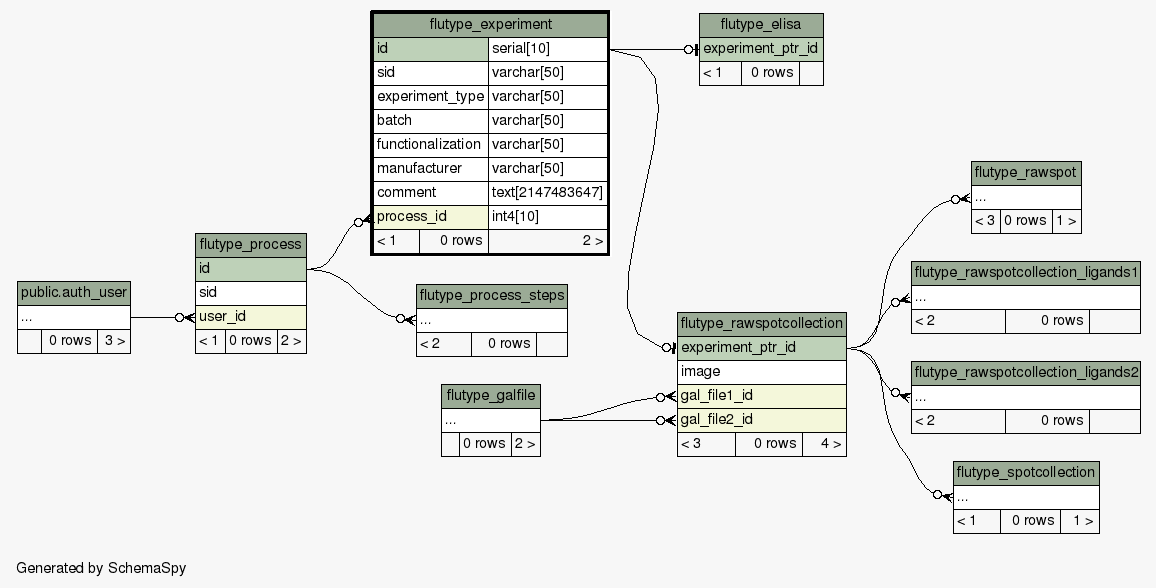 flutype_experiment
id serial[10]
sid varchar[50]
experiment_type varchar[50]
batch varchar[50]
functionalization varchar[50]
manufacturer varchar[50]
comment text[2147483647]
process_id int4[10]
< 1 0 rows 2 >
flutype_elisa
experiment_ptr_id
< 1 0 rows
flutype_rawspot
...
< 3 0 rows 1 >
flutype_process
id
sid
user_id
< 1 0 rows 2 >
public.auth_user
...
0 rows 3 >
flutype_process_steps
...
< 2 0 rows
flutype_rawspotcollection_ligands1
...
< 2 0 rows
flutype_rawspotcollection
experiment_ptr_id
image
gal_file1_id
gal_file2_id
< 3 0 rows 4 >
flutype_rawspotcollection_ligands2
...
< 2 0 rows
flutype_galfile
...
0 rows 2 >
flutype_spotcollection
...
< 1 0 rows 1 >
Generated by SchemaSpy